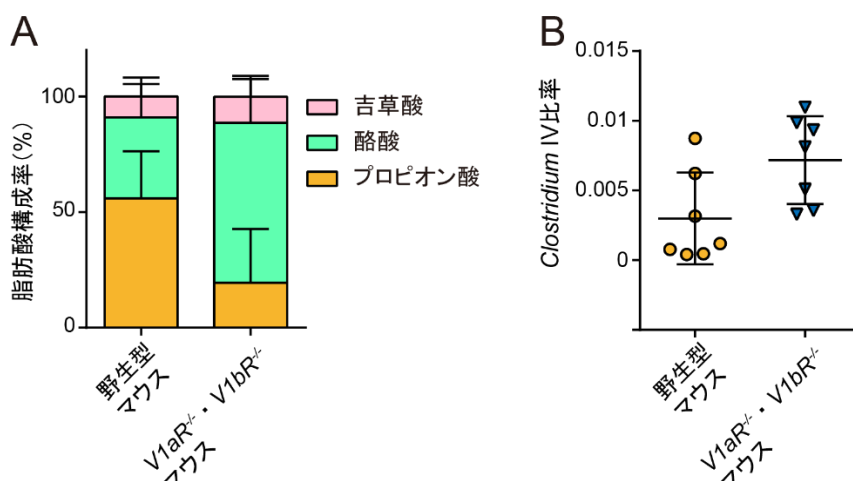 A
脂肪酸構成率(%)
100
50
0
吉草酸
酪酸
プロピオン酸
野生型
マウス
V1aR-/-・V1bR-/-
マウス
B
Clostridium IV比率
0.015
0.010
0.005
0
野生型
マウス
V1aR-/-・V1bR-/-
マウス